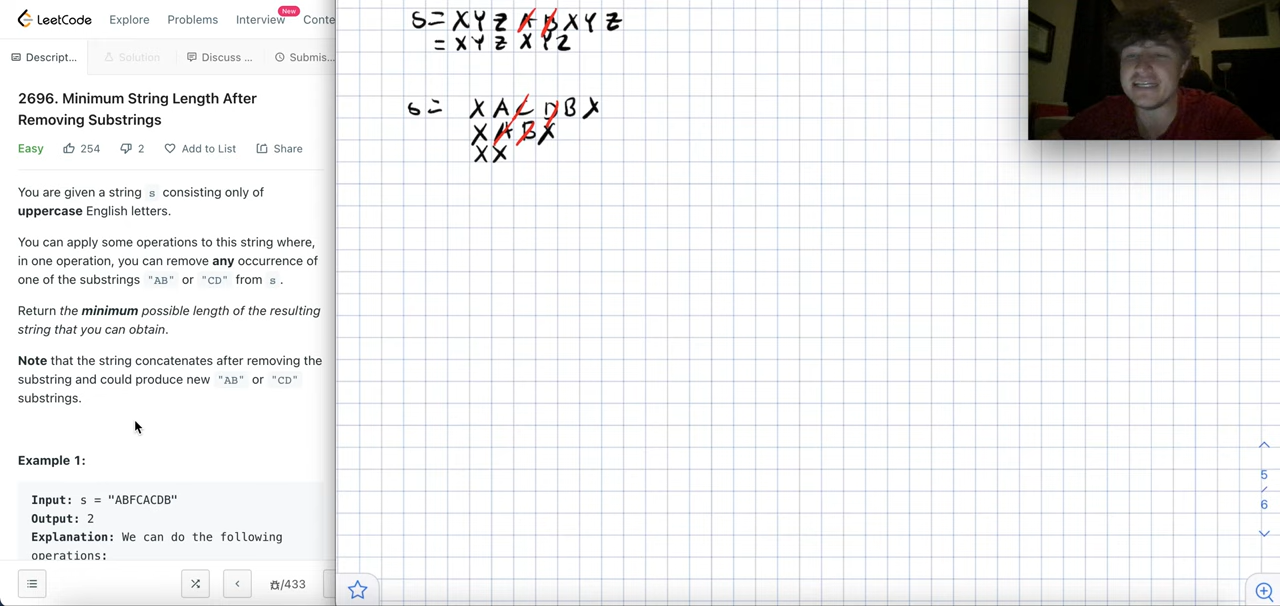 LeetCode Explore Problems Interview New Conte
Descript... Solution Discuss ... Submis...
2696. Minimum String Length After
Removing Substrings
Easy 254 2 Add to List Share
You are given a string s consisting only of
uppercase English letters.
You can apply some operations to this string where,
in one operation, you can remove any occurrence of
one of the substrings "AB" or "CD" from s .
Return the minimum possible length of the resulting
string that you can obtain.
Note that the string concatenates after removing the
substring and could produce new "AB" or "CD"
substrings.
Example 1:
Input: s = "ABFCACDB"
Output: 2
Explanation: We can do the following
operations:
/433
S = X Y Z A B X Y Z
= X Y Z X Y Z
S = X A C D B X
X A B X
X X
5
/
6